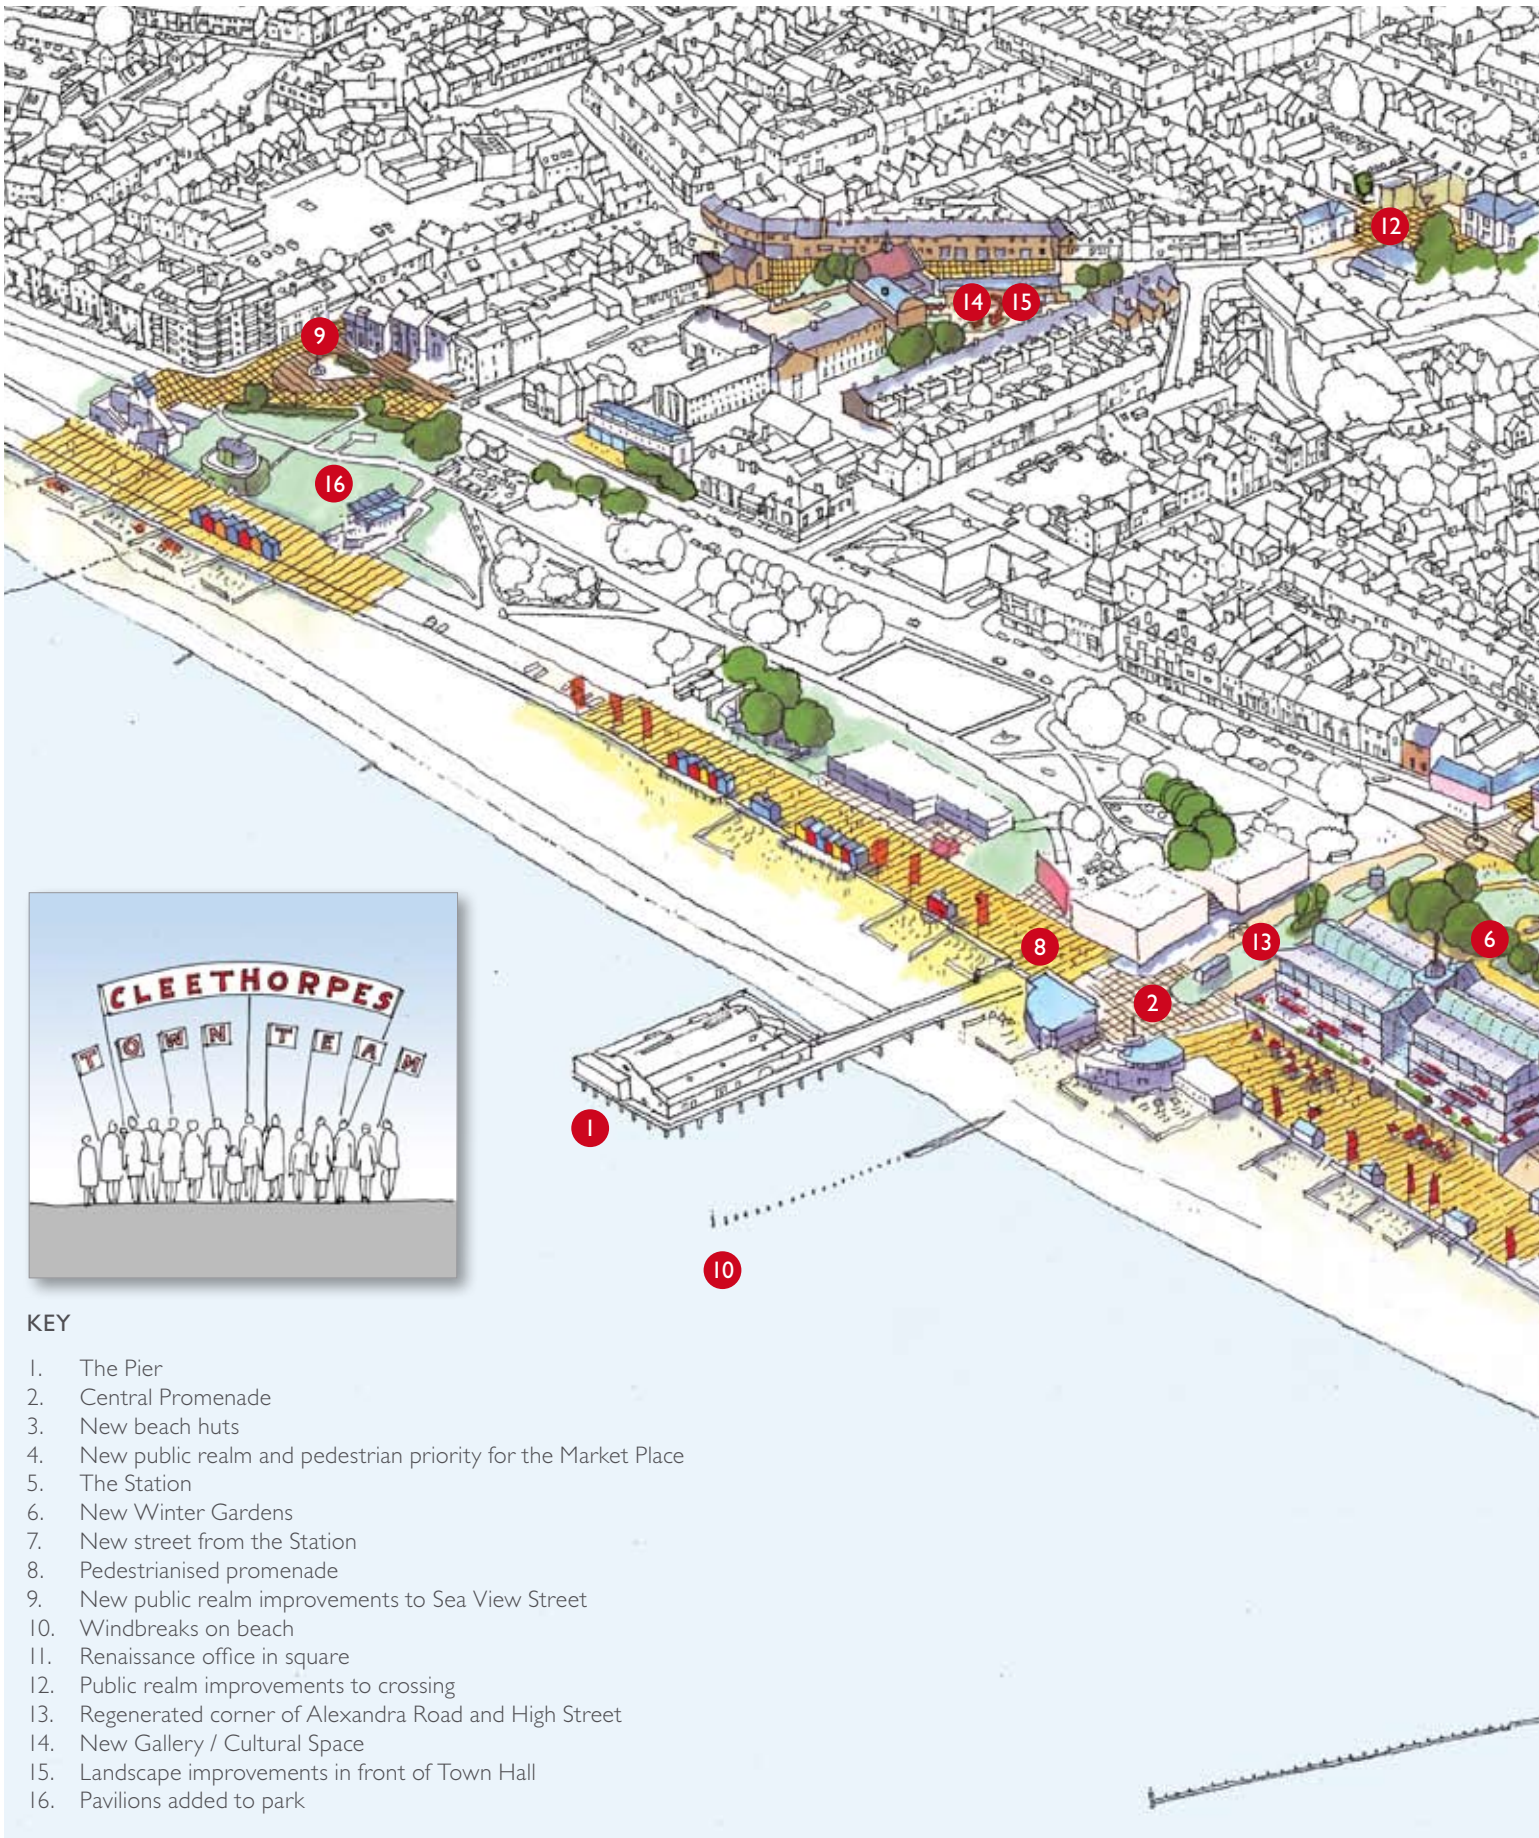 12
14
15
9
16
6
8
13
2
CLEETHORPES
TOWN TEAM
1
10
KEY
1. The Pier
2. Central Promenade
3. New beach huts
4. New public realm and pedestrian priority for the Market Place
5. The Station
6. New Winter Gardens
7. New street from the Station
8. Pedestrianised promenade
9. New public realm improvements to Sea View Street
10. Windbreaks on beach
11. Renaissance office in square
12. Public realm improvements to crossing
13. Regenerated corner of Alexandra Road and High Street
14. New Gallery / Cultural Space
15. Landscape improvements in front of Town Hall
16. Pavilions added to park